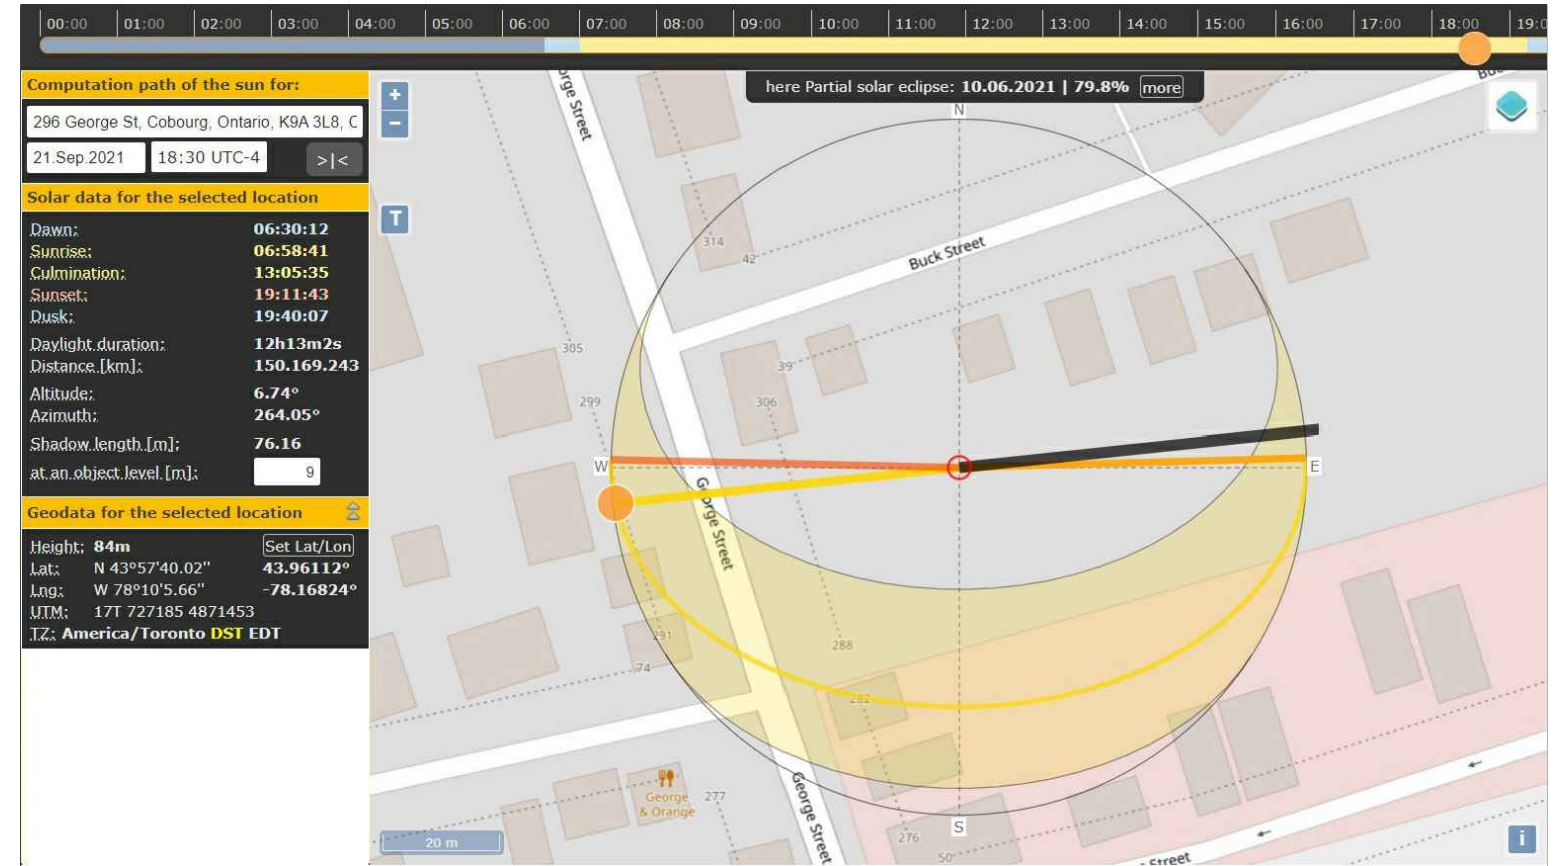 00:00 01:00 02:00 03:00 04:00 05:00 06:00 07:00 08:00 09:00 10:00 11:00 12:00 13:00 14:00 15:00 16:00 17:00 18:00
Computation path of the sun for:
296 George St, Cobourg, Ontario, K9A 3L8, C
21.Sep.2021 18:30 UTC-4 >|<
Solar data for the selected location
Dawn: 06:30:12
Sunrise: 06:58:41
Culmination: 13:05:35
Sunset: 19:11:43
Dusk: 19:40:07
Daylight duration: 12h13m2s
Distance [km]: 150.169.243
Altitude: 6.74°
Azimuth: 264.05°
Shadow length [m]: 76.16
at an object level [m]: 9
Geodata for the selected location
Height: 84m Set Lat/Lon
Lat: N 43°57'40.02'' 43.96112°
Lng: W 78°10'5.66'' -78.16824°
UTM: 17T 727185 4871453
TZ: America/Toronto DST EDT
+
−
T
here Partial solar eclipse: 10.06.2021 | 79.8% more
N
George Street
314
42
Buck Street
305
39
299
306
W
E
George Street
291
288
74
282
George
& Orange
277
George Street
276
S
50
20 m
Street
i